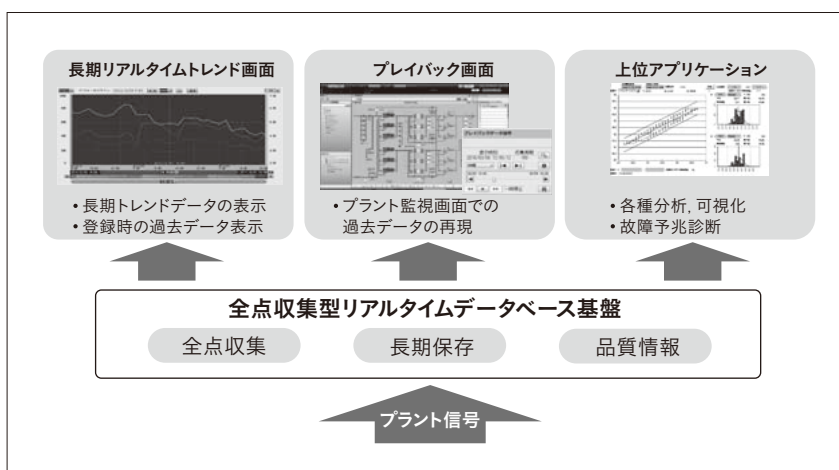 長期リアルタイムトレンド画面
・長期トレンドデータの表示
・登録時の過去データ表示
プレイバック画面
・プラント監視画面での
過去データの再現
上位アプリケーション
・各種分析, 可視化
・故障予兆診断
全点収集型リアルタイムデータベース基盤
全点収集
長期保存
品質情報
プラント信号